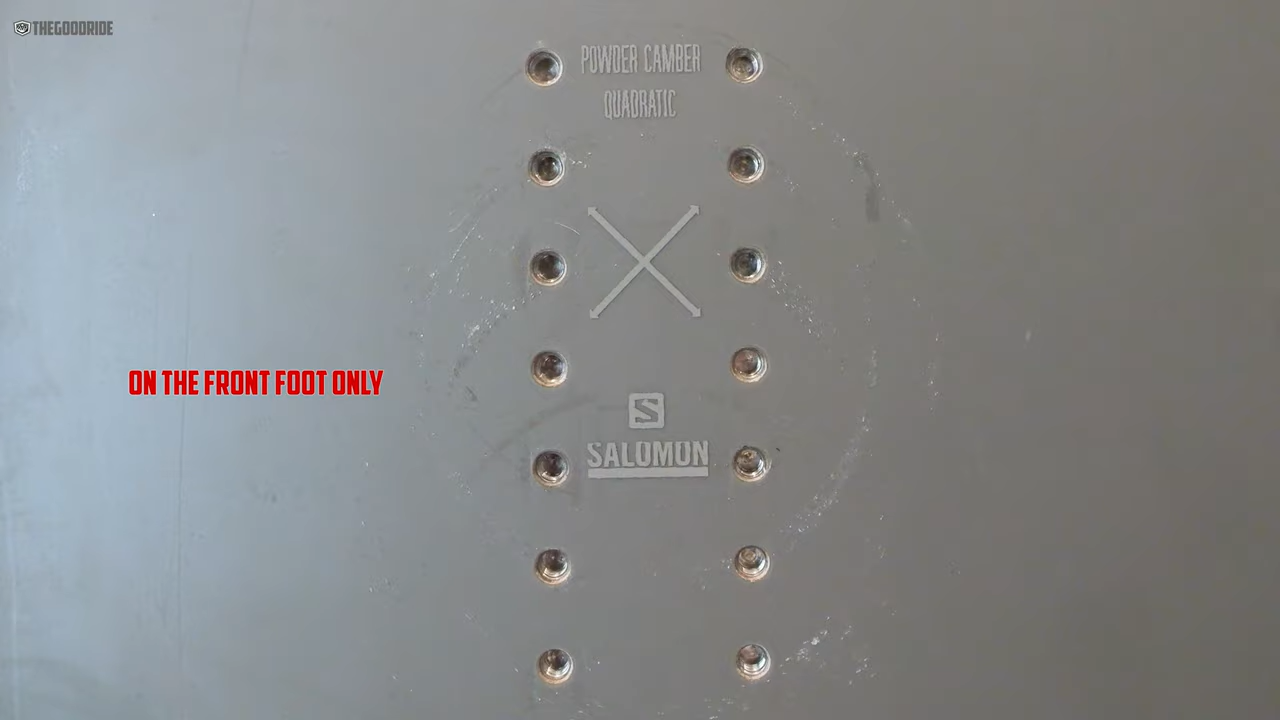 THEGOODRIDE
POWDER CAMBER
QUADRATIC
ON THE FRONT FOOT ONLY
S
SALOMON